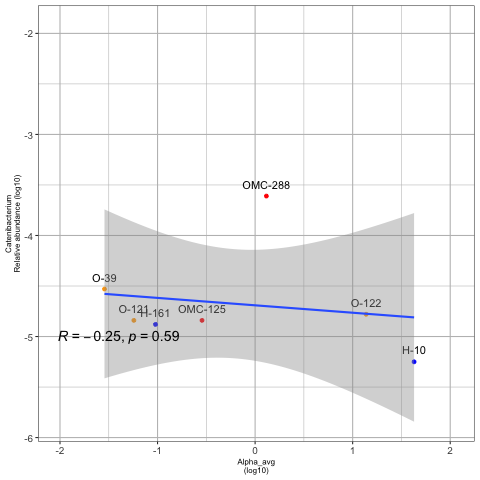 Catenibacterium
Relative abundance (log10)
-2
-3
-4
-5
-6
OMC-288
O-39
O-121
H-161
OMC-125
O-122
H-10
R = −0.25, p = 0.59
-2
-1
0
1
2
Alpha_avg
(log10)